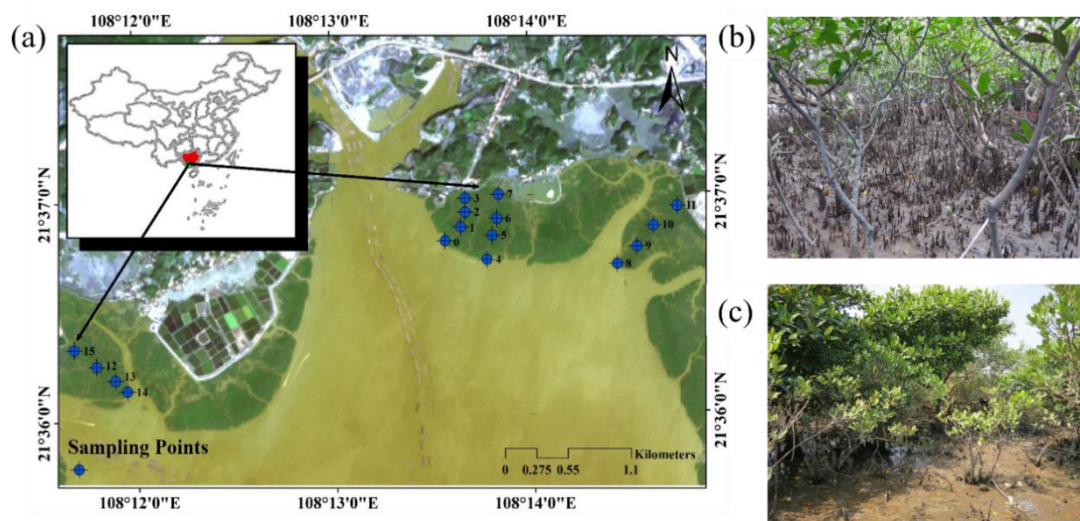 (a)
108°12'0"E
108°13'0"E
108°14'0"E
N
21°37'0"N
21°37'0"N
3
7
2
6
11
1
10
0
5
9
4
8
15
12
13
14
21°36'0"N
21°36'0"N
Sampling Points
Kilometers
0 0.275 0.55 1.1
108°12'0"E
108°13'0"E
108°14'0"E
(b)
(c)